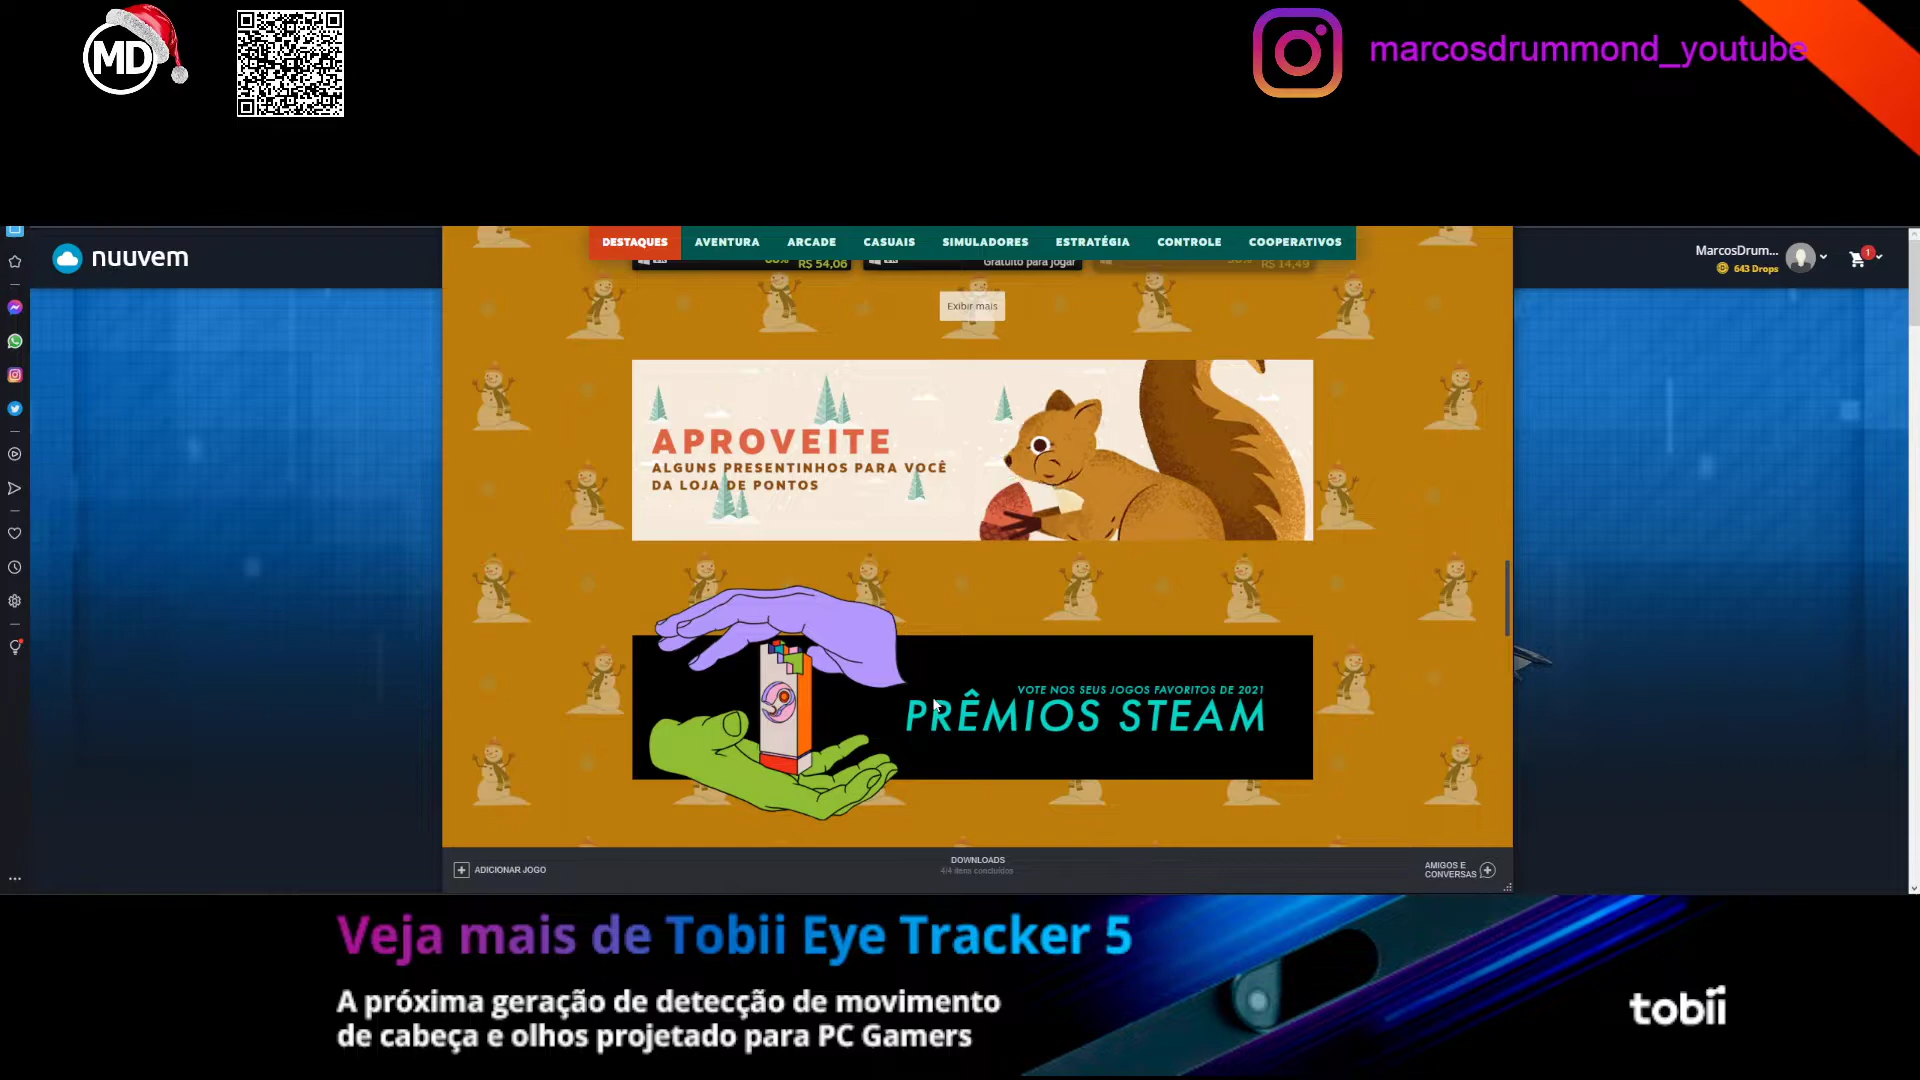 MD
marcosdrummond_youtube
nuuvem
MarcosDrum...
643 Drops
1
DESTAQUES AVENTURA ARCADE CASUAIS SIMULADORES ESTRATÉGIA CONTROLE COOPERATIVOS
R$ 54,06
Gratuito para jogar
R$ 14,49
Exibir mais
APROVEITE
ALGUNS PRESENTINHOS PARA VOCÊ
DA LOJA DE PONTOS
VOTE NOS SEUS JOGOS FAVORITOS DE 2021
PRÊMIOS STEAM
ADICIONAR JOGO
DOWNLOADS
4/4 itens concluídos
AMIGOS E
CONVERSAS
Veja mais de Tobii Eye Tracker 5
A próxima geração de detecção de movimento
de cabeça e olhos projetado para PC Gamers
tobii